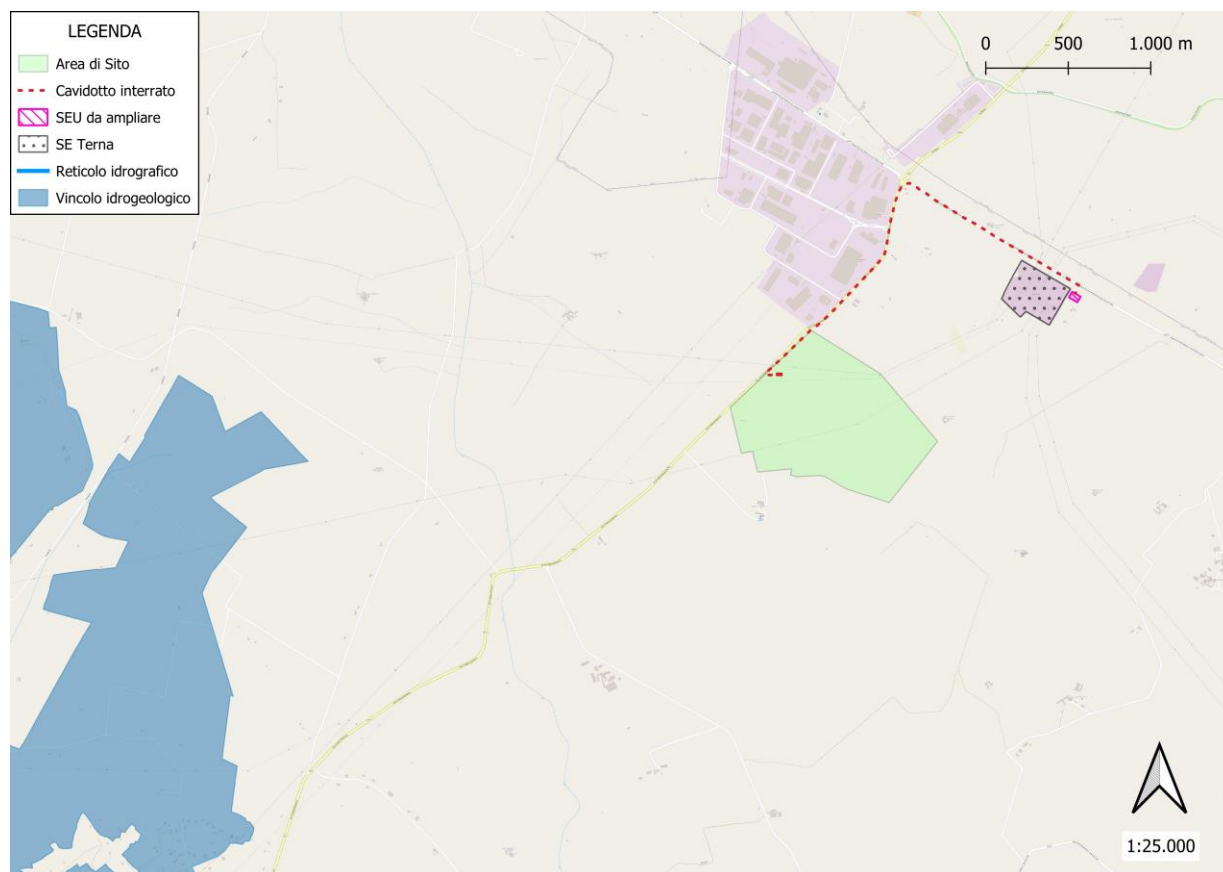 LEGENDA
Area di Sito
Cavidotto interrato
SEU da ampliare
SE Terna
Reticolo idrografico
Vincolo idrogeologico
0 500 1.000 m
1:25.000